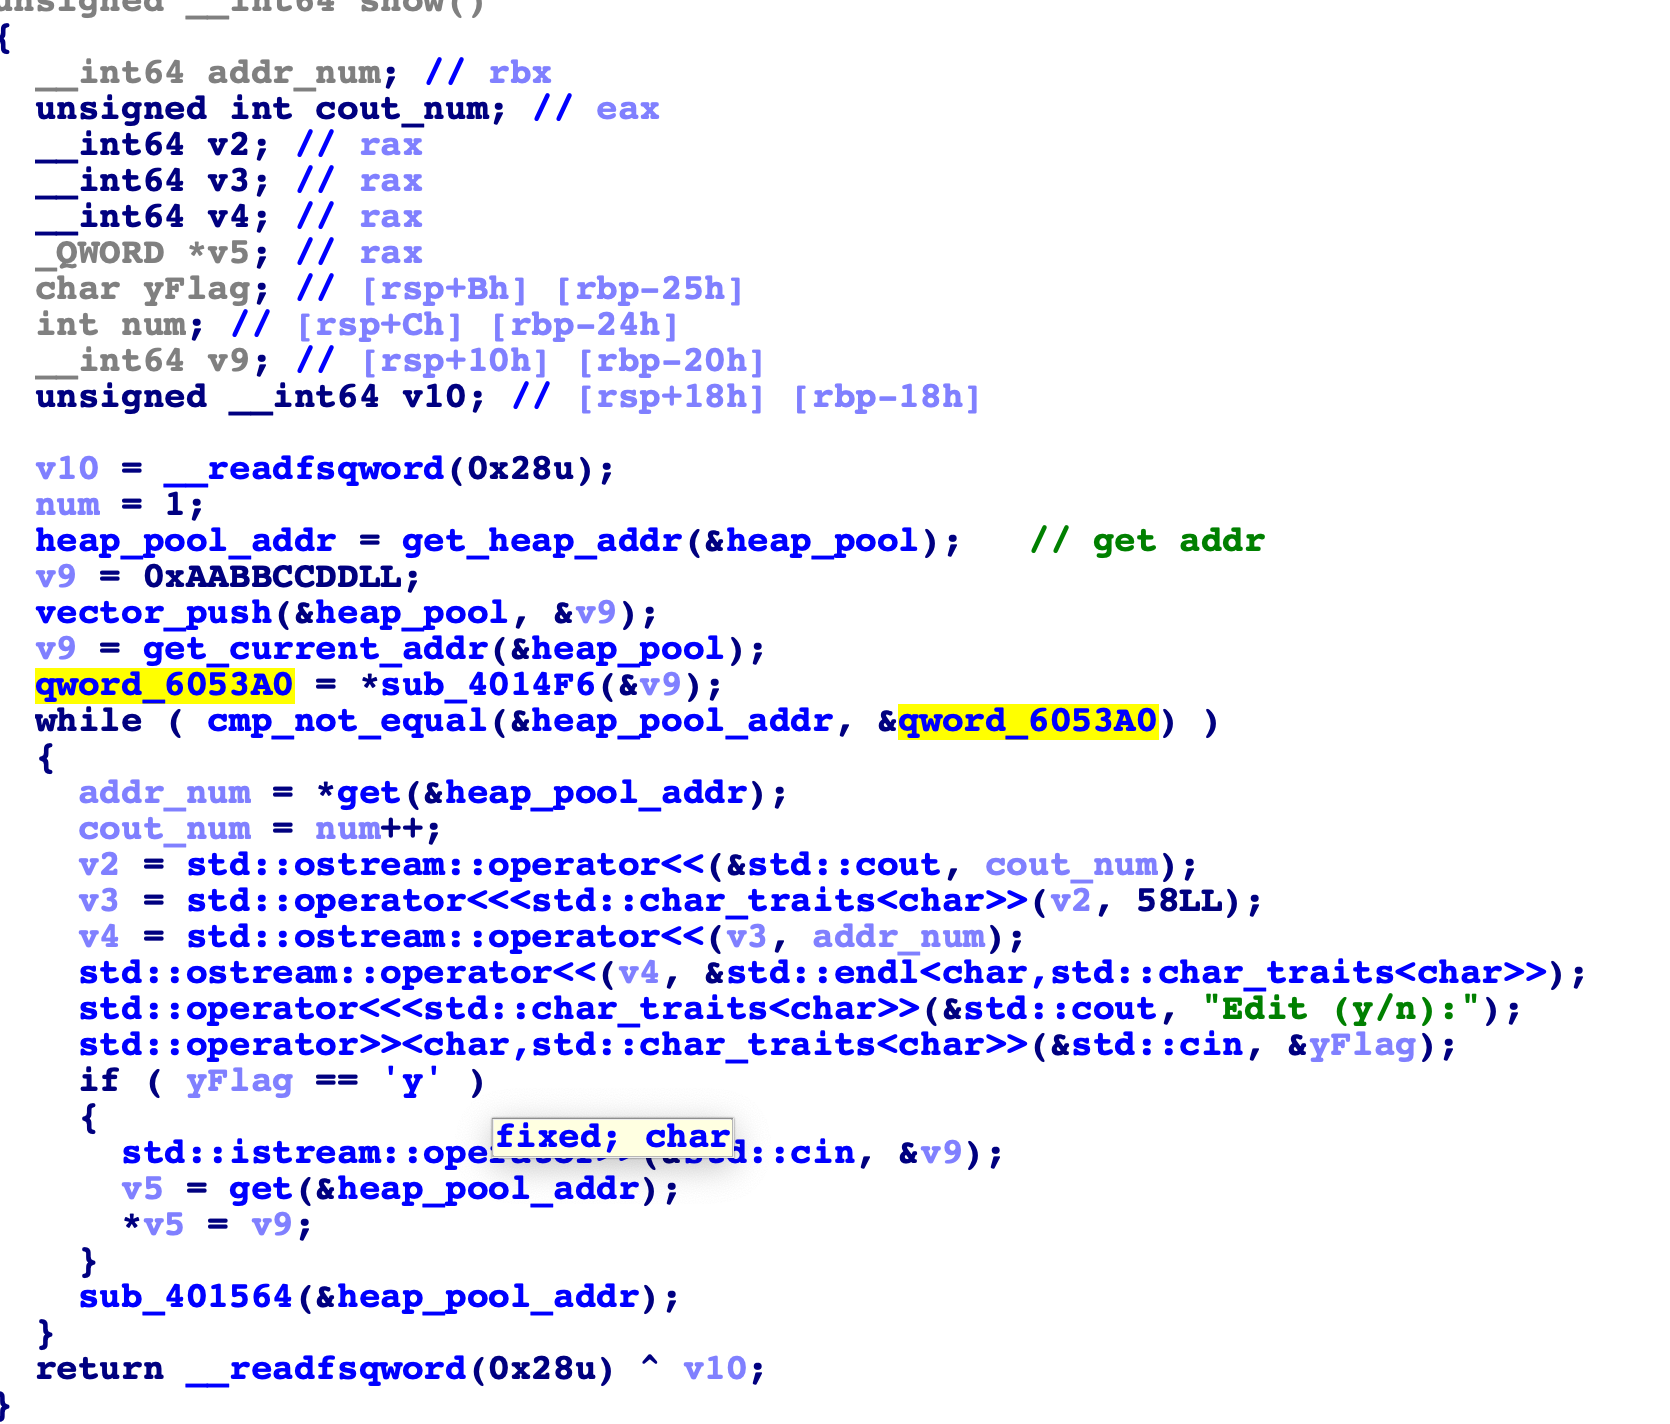 unsigned __int64 show()
{
  __int64 addr_num; // rbx
  unsigned int cout_num; // eax
  __int64 v2; // rax
  __int64 v3; // rax
  __int64 v4; // rax
  _QWORD *v5; // rax
  char yFlag; // [rsp+Bh] [rbp-25h]
  int num; // [rsp+Ch] [rbp-24h]
  __int64 v9; // [rsp+10h] [rbp-20h]
  unsigned __int64 v10; // [rsp+18h] [rbp-18h]

  v10 = __readfsqword(0x28u);
  num = 1;
  heap_pool_addr = get_heap_addr(&heap_pool);   // get addr
  v9 = 0xAABBCCDDLL;
  vector_push(&heap_pool, &v9);
  v9 = get_current_addr(&heap_pool);
  qword_6053A0 = *sub_4014F6(&v9);
  while ( cmp_not_equal(&heap_pool_addr, &qword_6053A0) )
  {
    addr_num = *get(&heap_pool_addr);
    cout_num = num++;
    v2 = std::ostream::operator<<(&std::cout, cout_num);
    v3 = std::operator<<<std::char_traits<char>>(v2, 58LL);
    v4 = std::ostream::operator<<(v3, addr_num);
    std::ostream::operator<<(v4, &std::endl<char,std::char_traits<char>>);
    std::operator<<<std::char_traits<char>>(&std::cout, "Edit (y/n):");
    std::operator>><char,std::char_traits<char>>(&std::cin, &yFlag);
    if ( yFlag == 'y' )
    {
fixed; char
      std::istream::operator>>(&std::cin, &v9);
      v5 = get(&heap_pool_addr);
      *v5 = v9;
    }
    sub_401564(&heap_pool_addr);
  }
  return __readfsqword(0x28u) ^ v10;
}